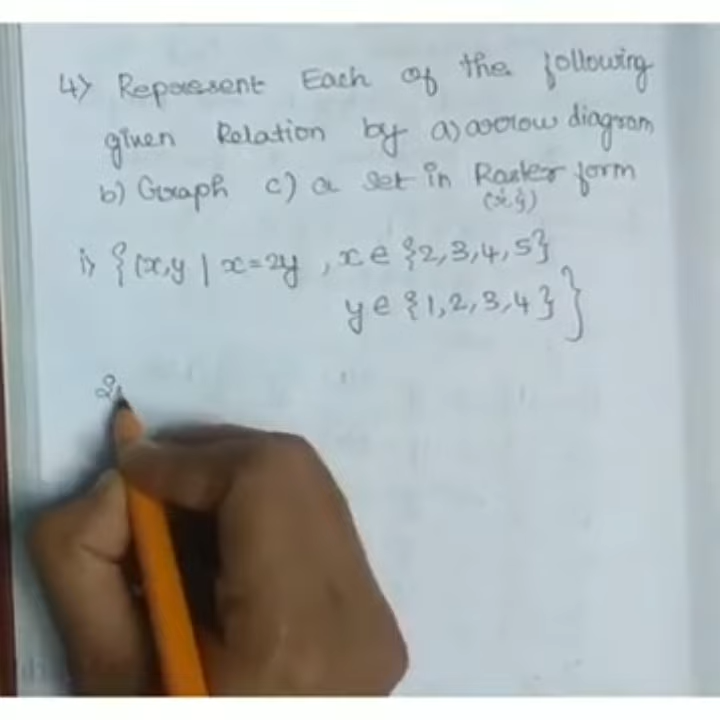 4) Represent Each of the following
given Relation by a) arrow diagram
b) Graph c) a set in Roster form
(x,y)
i) {(x,y | x=2y , x∈ {2,3,4,5}
y∈ {1,2,3,4} }